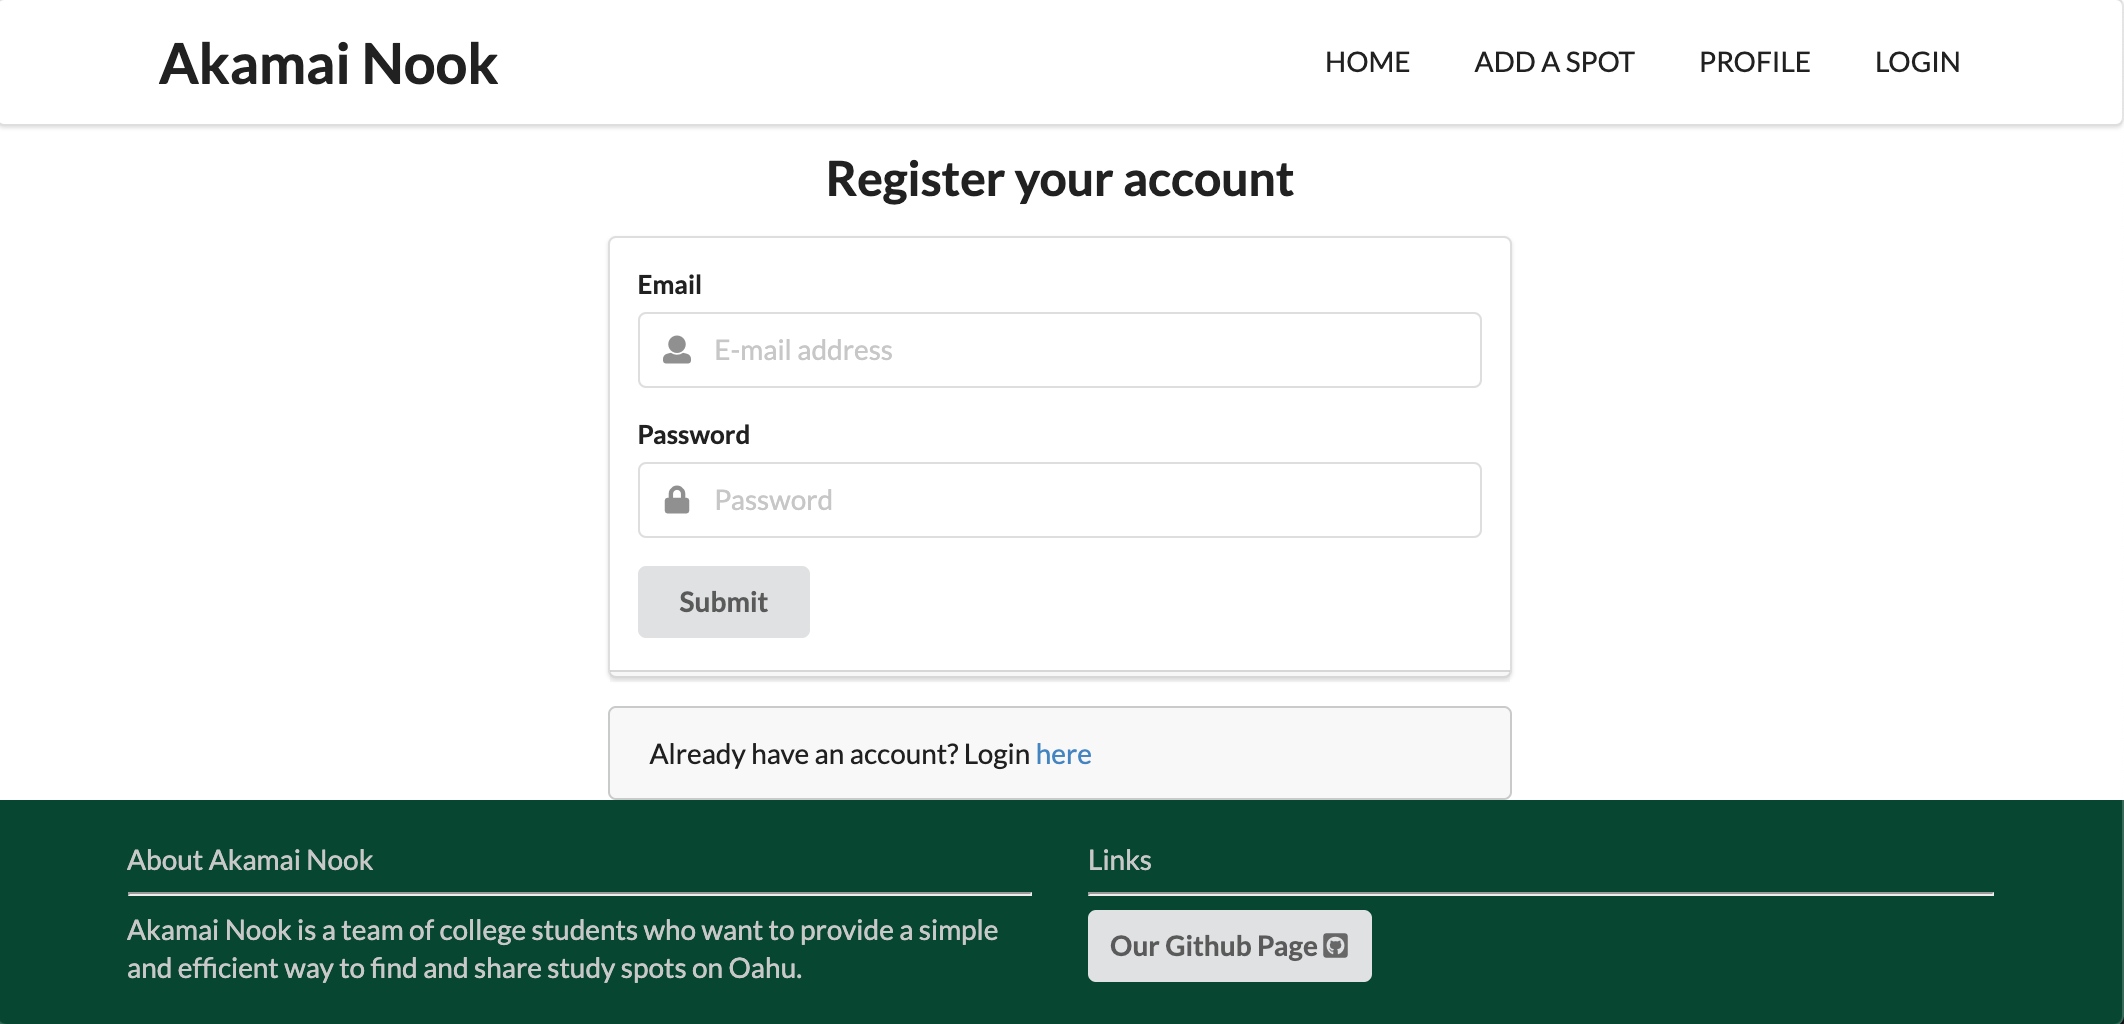 Akamai Nook
HOME
ADD A SPOT
PROFILE
LOGIN
Register your account
Email
E-mail address
Password
Password
Submit
Already have an account? Login here
About Akamai Nook
Akamai Nook is a team of college students who want to provide a simple
and efficient way to find and share study spots on Oahu.
Links
Our Github Page